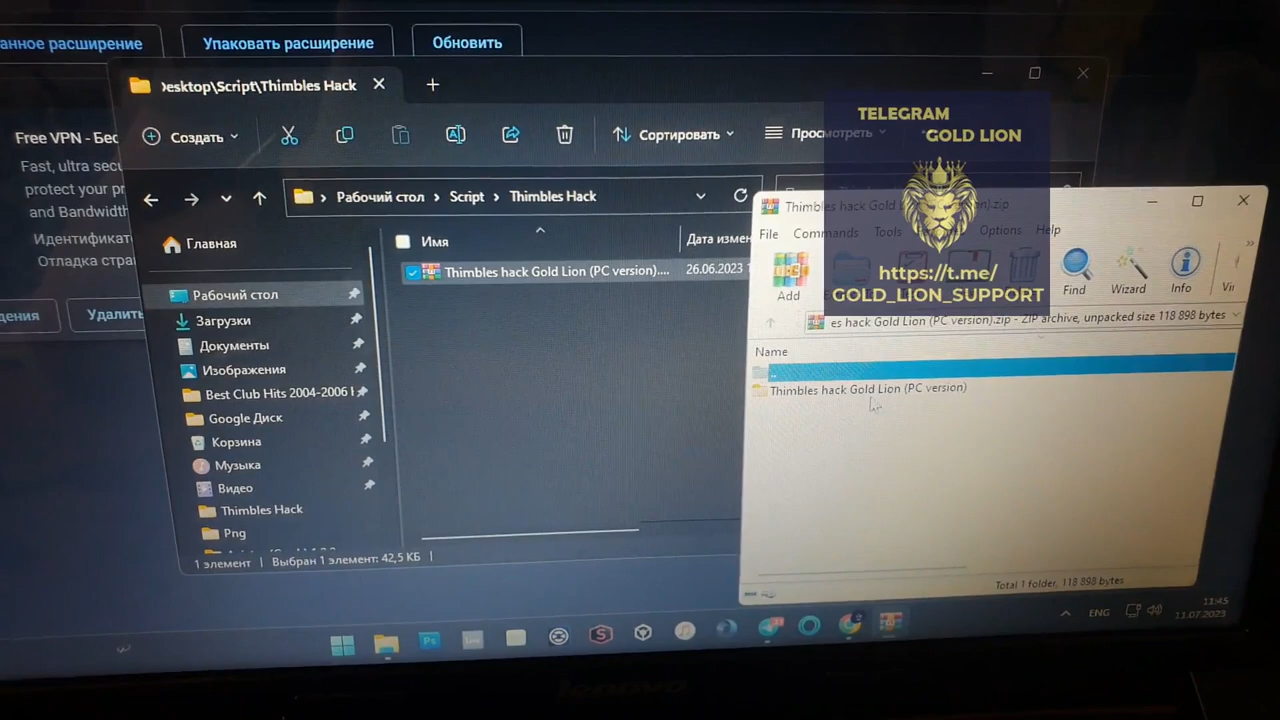 анное расширение
Упаковать расширение
Обновить
Desktop\Script\Thimbles Hack
Free VPN - Бес
Fast, ultra secu
protect your pr
and Bandwidth
Идентификат
Отладка стра
дения
Удалить
Создать
Сортировать
Просмотреть
Рабочий стол
Script
Thimbles Hack
Главная
Имя
Дата измен
Thimbles hack Gold Lion (PC version)....
26.06.2023 1
Рабочий стол
Загрузки
Документы
Изображения
Best Club Hits 2004-2006
Google Диск
Корзина
Музыка
Видео
Thimbles Hack
Png
1 элемент
Выбран 1 элемент: 42,5 КБ
TELEGRAM
GOLD LION
https://t.me/
GOLD_LION_SUPPORT
Thimbles hack Gold
File
Commands
Tools
Options
Help
Add
Find
Wizard
Info
Vi
es hack Gold Lion (PC version).zip - ZIP archive, unpacked size 118 898 bytes
Name
..
Thimbles hack Gold Lion (PC version)
Total 1 folder, 118 898 bytes
ENG
11:45
11.07.2023
lenovo